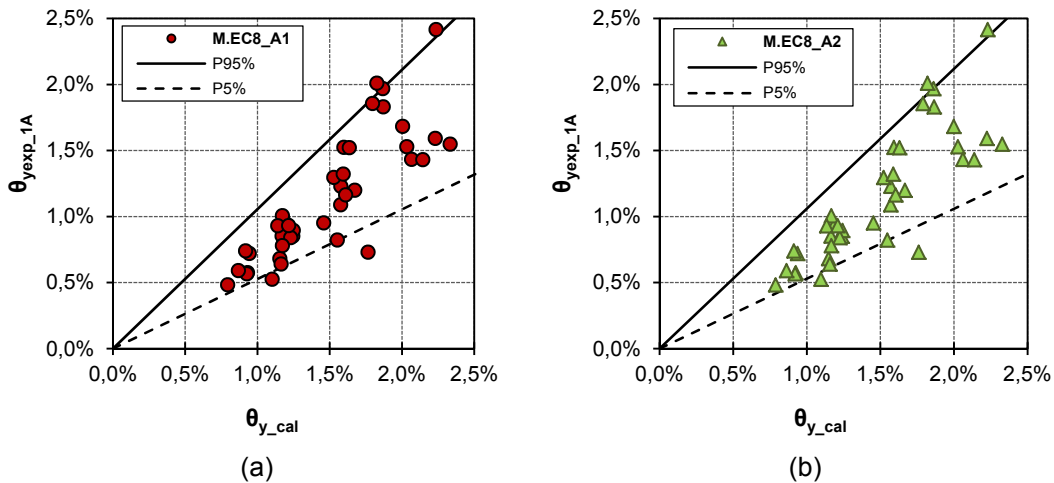 2,5%
2,0%
1,5%
1,0%
0,5%
0,0%
0,0% 0,5% 1,0% 1,5% 2,0% 2,5%
θyexp_1A
θy_cal
M.EC8_A1
P95%
P5%
(a)
2,5%
2,0%
1,5%
1,0%
0,5%
0,0%
0,0% 0,5% 1,0% 1,5% 2,0% 2,5%
θyexp_1A
θy_cal
M.EC8_A2
P95%
P5%
(b)